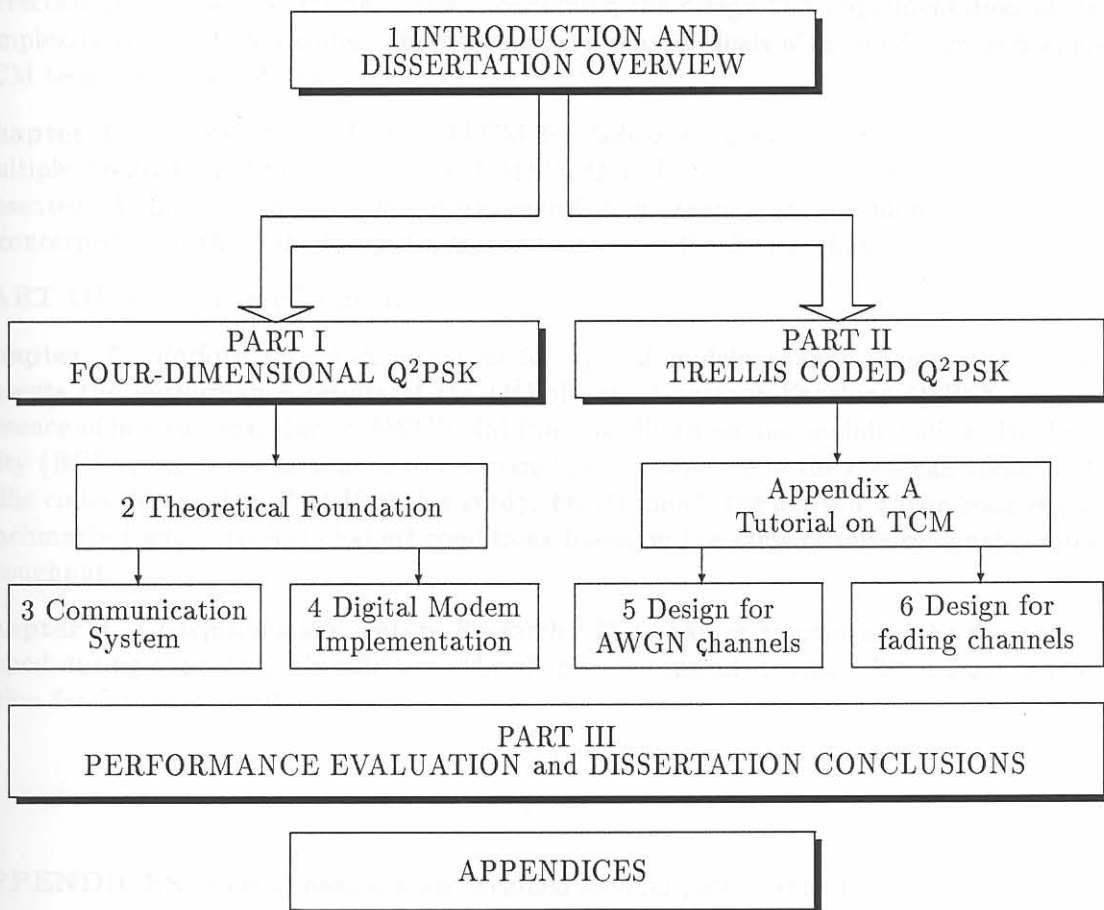 1 INTRODUCTION AND
DISSERTATION OVERVIEW
PART I
FOUR-DIMENSIONAL Q²PSK
PART II
TRELLIS CODED Q²PSK
2 Theoretical Foundation
Appendix A
Tutorial on TCM
3 Communication
System
4 Digital Modem
Implementation
5 Design for
AWGN channels
6 Design for
fading channels
PART III
PERFORMANCE EVALUATION and DISSERTATION CONCLUSIONS
APPENDICES